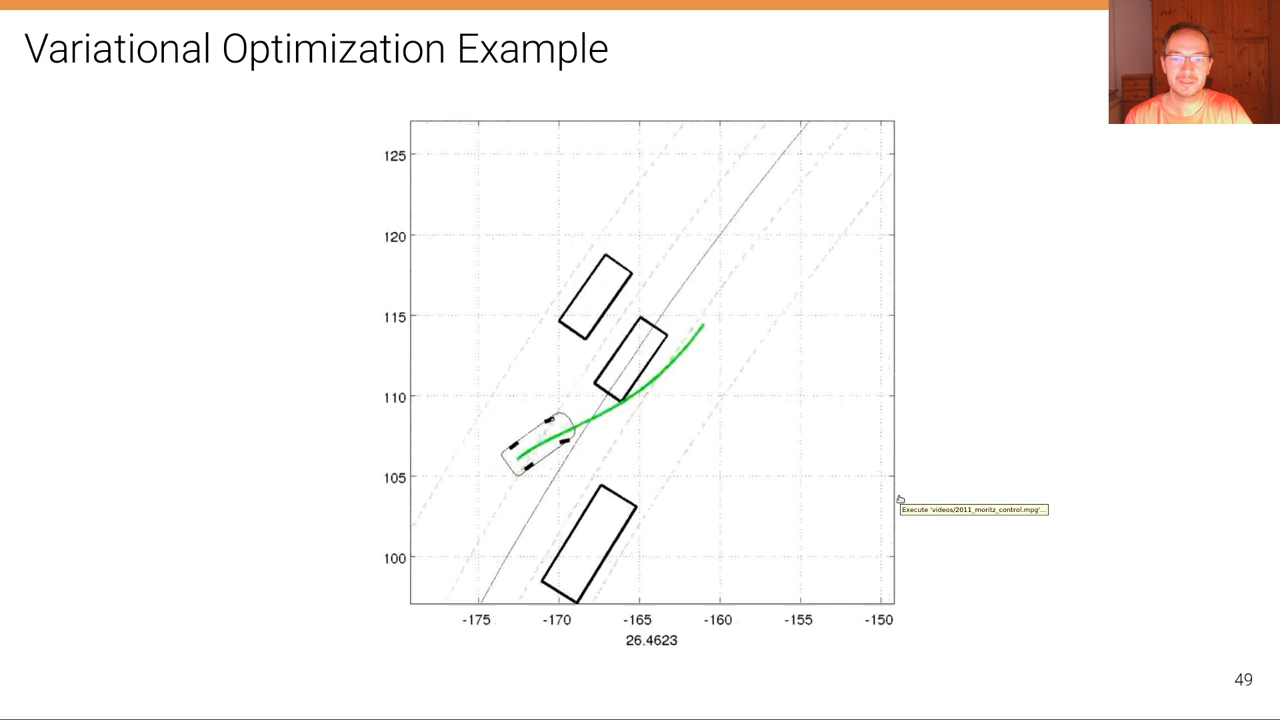 Variational Optimization Example
125
120
115
110
105
100
-175 -170 -165 -160 -155 -150
26.4623
Execute 'videos/2011_moritz_control.mpg'...
49